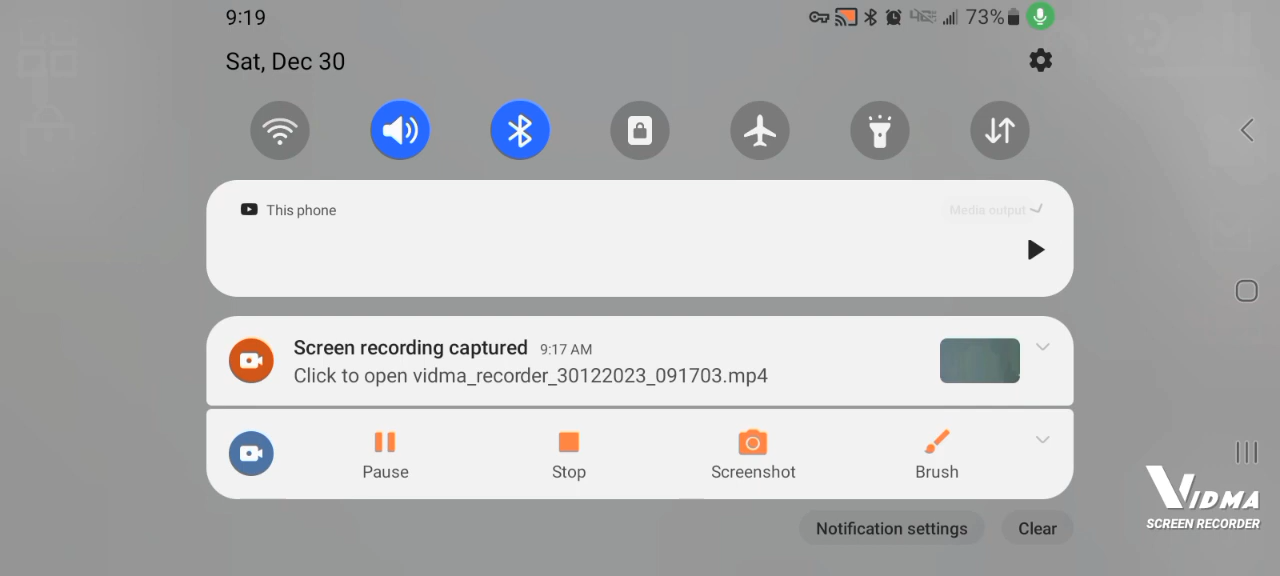 9:19
73%
Sat, Dec 30
This phone
Media output
Screen recording captured 9:17 AM
Click to open vidma_recorder_30122023_091703.mp4
Pause Stop Screenshot Brush
VIDMA
SCREEN RECORDER
Notification settings Clear